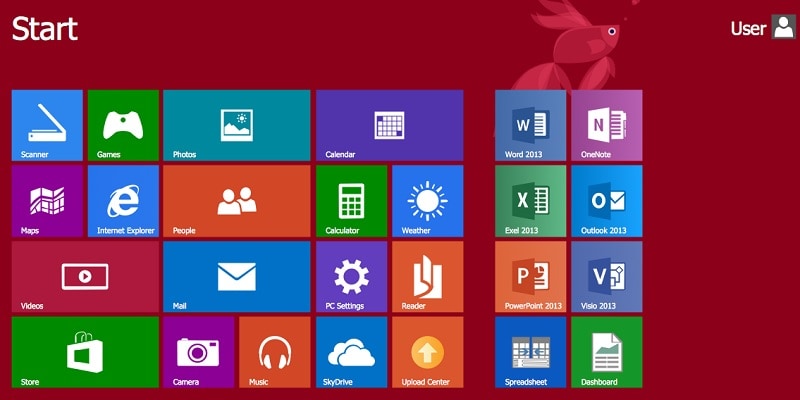 Start
User
Scanner
Games
Photos
Calendar
Word 2013
OneNote
Maps
Internet Explorer
People
Calculator
Weather
Exel 2013
Outlook 2013
Videos
Mail
PC Settings
Reader
PowerPoint 2013
Visio 2013
Store
Camera
Music
SkyDrive
Upload Center
Spreadsheet
Dashboard